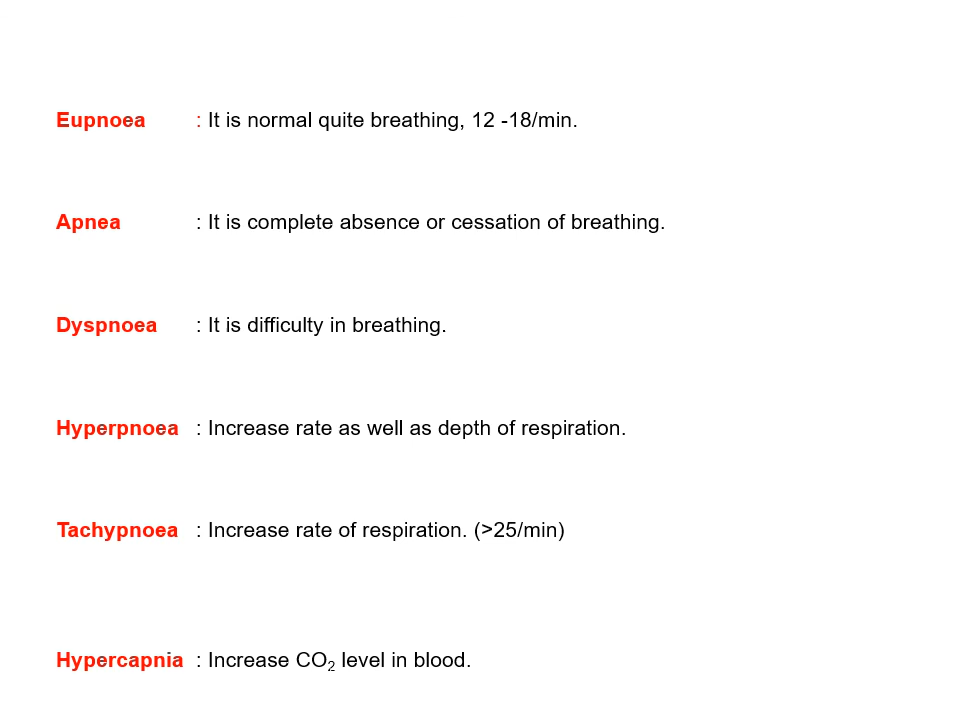 Eupnoea : It is normal quite breathing, 12 -18/min.
Apnea : It is complete absence or cessation of breathing.
Dyspnoea : It is difficulty in breathing.
Hyperpnoea : Increase rate as well as depth of respiration.
Tachypnoea : Increase rate of respiration. (>25/min)
Hypercapnia : Increase CO₂ level in blood.